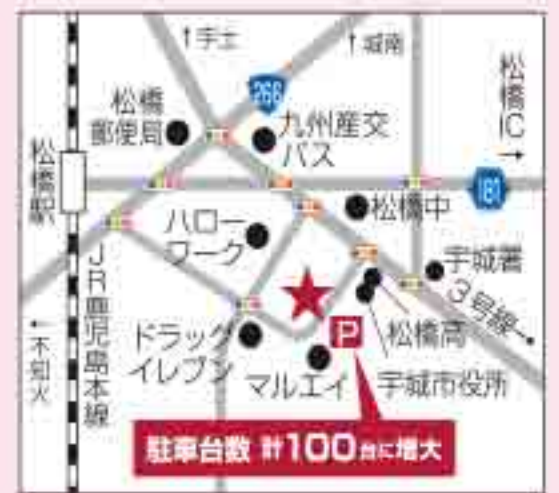 ↑宇土
↑城南
266
松橋
郵便局
九州産交
バス
松橋IC→
松橋駅
181
松橋中
ハロー
ワーク
宇城署
3号線
JR鹿児島本線
←不知火
P
松橋高
ドラッグ
イレブン
マルエイ
宇城市役所
駐車台数 計100台に増大